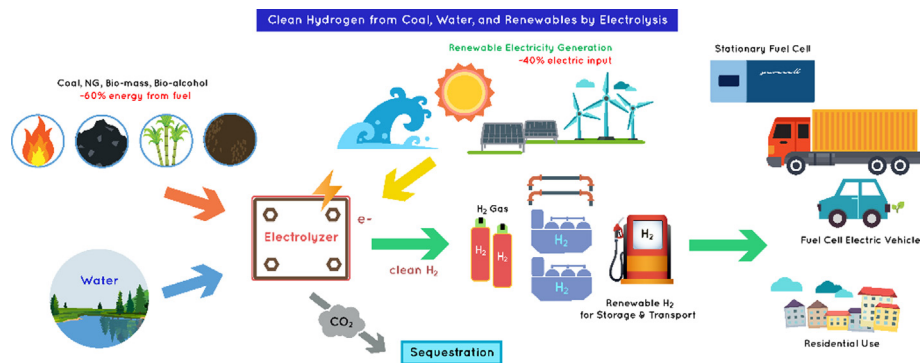 Clean Hydrogen from Coal, Water, and Renewables by Electrolysis
Renewable Electricity Generation
~40% electric input
Stationary Fuel Cell
purecell
Coal, NG, Bio-mass, Bio-alcohol
~60% energy from fuel
Electrolyzer
e-
clean H₂
Water
CO₂
Sequestration
H₂ Gas
H₂
H₂
H₂
H₂
H₂
Renewable H₂
for Storage & Transport
Fuel Cell Electric Vehicle
Residential Use